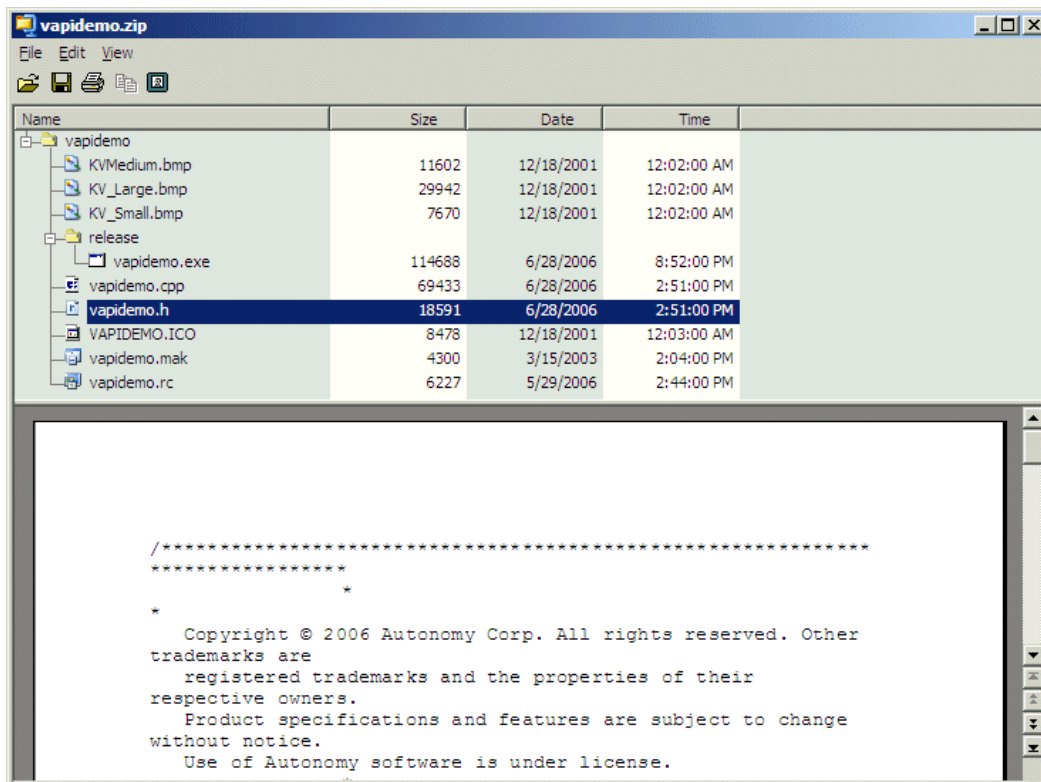 vapidemo.zip
File Edit View
Name Size Date Time
vapidemo
KVMedium.bmp 11602 12/18/2001 12:02:00 AM
KV_Large.bmp 29942 12/18/2001 12:02:00 AM
KV_Small.bmp 7670 12/18/2001 12:02:00 AM
release
vapidemo.exe 114688 6/28/2006 8:52:00 PM
vapidemo.cpp 69433 6/28/2006 2:51:00 PM
vapidemo.h 18591 6/28/2006 2:51:00 PM
VAPIDEMO.ICO 8478 12/18/2001 12:03:00 AM
vapidemo.mak 4300 3/15/2003 2:04:00 PM
vapidemo.rc 6227 5/29/2006 2:44:00 PM
/**************************************************************
*****************
*
*
Copyright © 2006 Autonomy Corp. All rights reserved. Other
trademarks are
registered trademarks and the properties of their
respective owners.
Product specifications and features are subject to change
without notice.
Use of Autonomy software is under license.